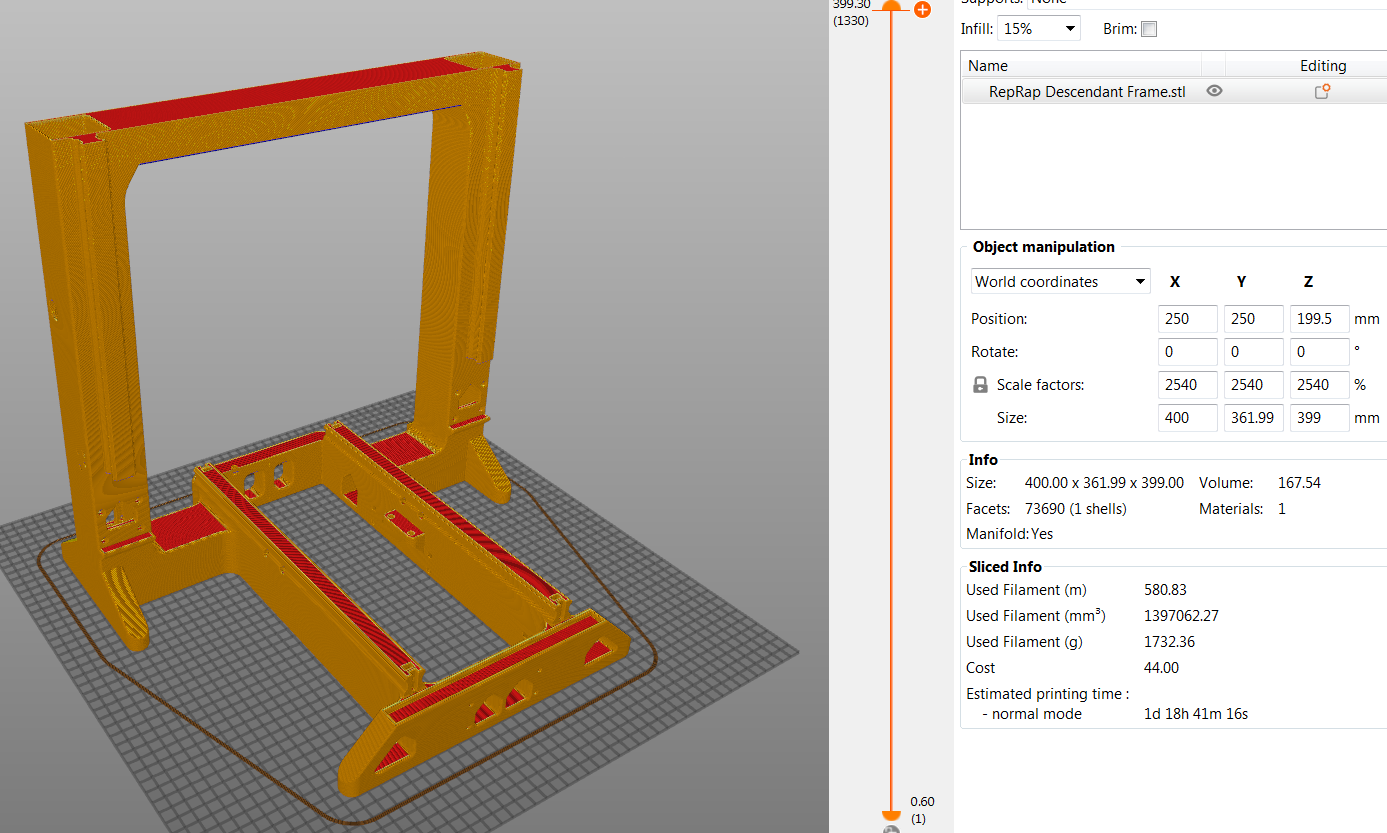 399.30
(1330)
Supports: None
Infill: 15% Brim:
Name Editing
RepRap Descendant Frame.stl
Object manipulation
World coordinates X Y Z
Position: 250 250 199.5 mm
Rotate: 0 0 0 °
Scale factors: 2540 2540 2540 %
Size: 400 361.99 399 mm
Info
Size: 400.00 x 361.99 x 399.00 Volume: 167.54
Facets: 73690 (1 shells) Materials: 1
Manifold: Yes
Sliced Info
Used Filament (m) 580.83
Used Filament (mm³) 1397062.27
Used Filament (g) 1732.36
Cost 44.00
Estimated printing time :
- normal mode 1d 18h 41m 16s
0.60
(1)